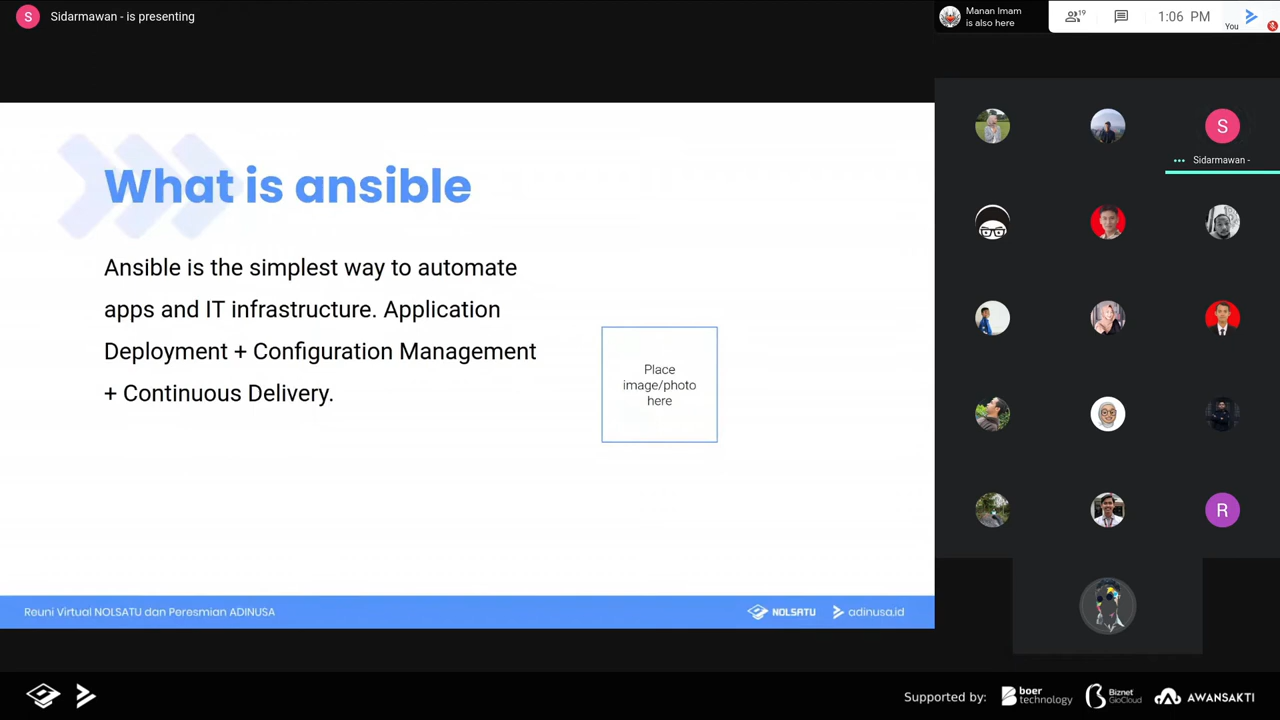 S
Sidarmawan - is presenting
Manan Imam
is also here
19
1:06 PM
You
S
Sidarmawan -
What is ansible
Ansible is the simplest way to automate
apps and IT infrastructure. Application
Deployment + Configuration Management
+ Continuous Delivery.
Place
image/photo
here
R
Reuni Virtual NOLSATU dan Peresmian ADINUSA
NOLSATU
adinusa.id
Supported by:
boer
technology
Biznet
GioCloud
AWANSAKTI